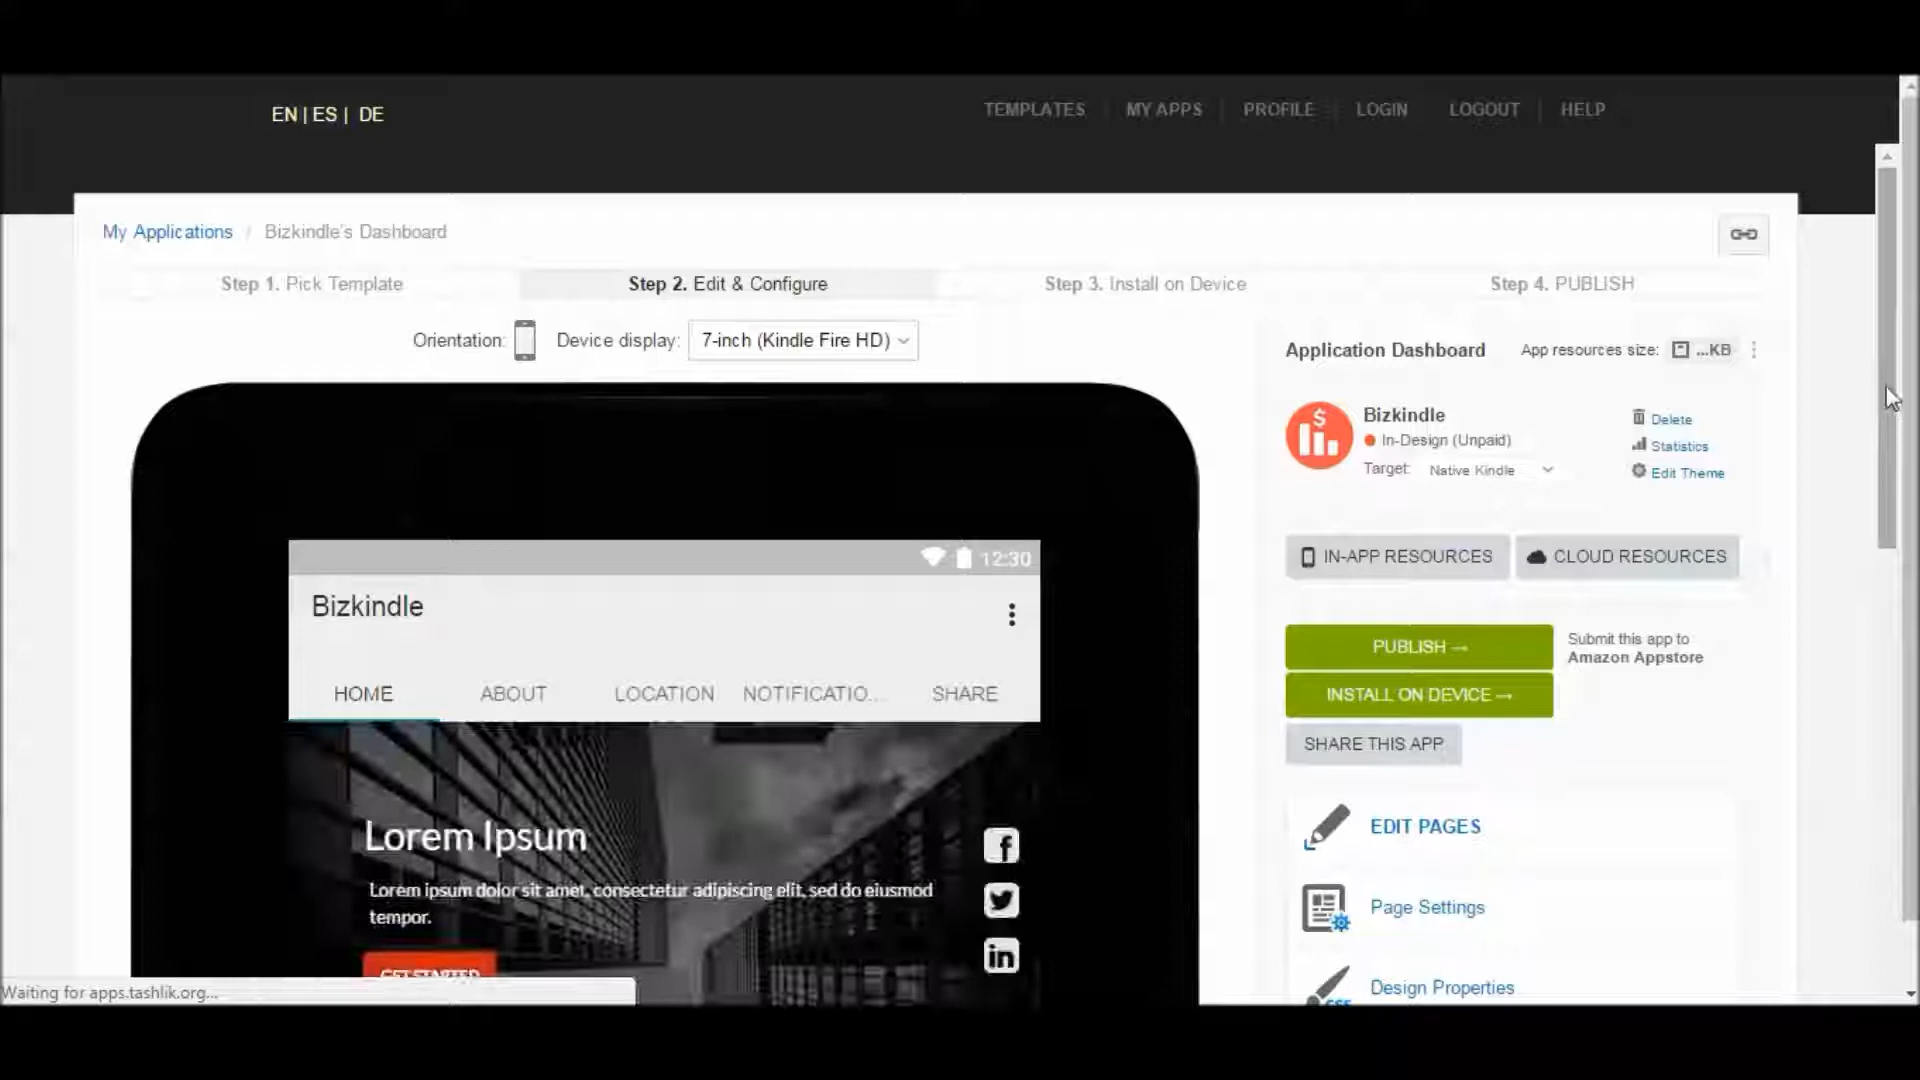 EN | ES | DE
TEMPLATES MY APPS PROFILE LOGIN LOGOUT HELP
My Applications / Bizkindle's Dashboard
Step 1. Pick Template Step 2. Edit & Configure Step 3. Install on Device Step 4. PUBLISH
Orientation: Device display: 7-inch (Kindle Fire HD)
Application Dashboard App resources size: ...KB
Bizkindle
In-Design (Unpaid)
Target: Native Kindle
Delete
Statistics
Edit Theme
IN-APP RESOURCES CLOUD RESOURCES
PUBLISH →
Submit this app to
Amazon Appstore
INSTALL ON DEVICE →
SHARE THIS APP
EDIT PAGES
Page Settings
Design Properties
12:30
Bizkindle
HOME ABOUT LOCATION NOTIFICATIO... SHARE
Lorem Ipsum
Lorem ipsum dolor sit amet, consectetur adipiscing elit, sed do eiusmod
tempor.
GET STARTED
Waiting for apps.tashlik.org...